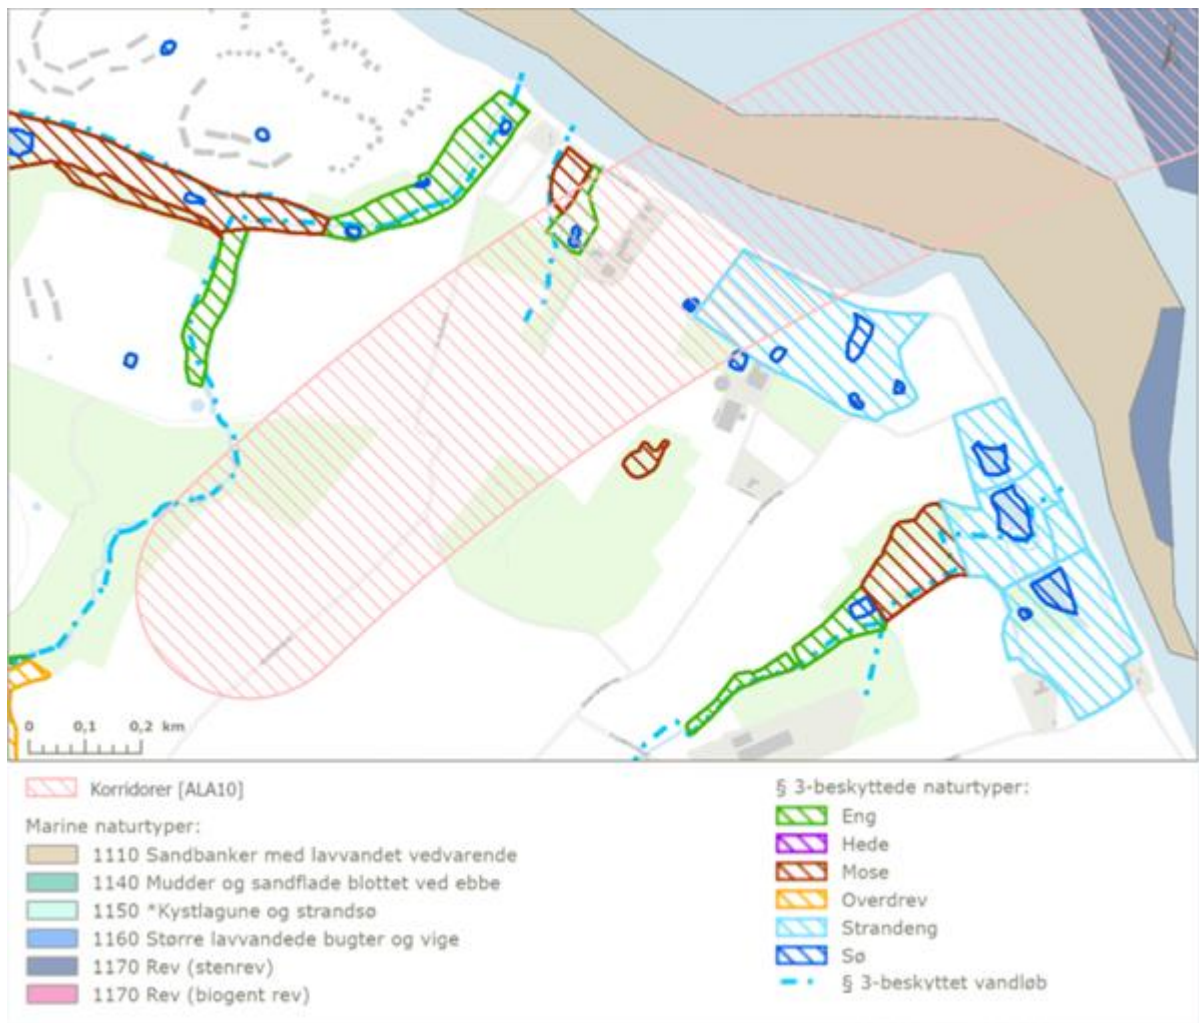 0 0,1 0,2 km
Korridorer [ALA10]
Marine naturtyper:
1110 Sandbanker med lavvandet vedvarende
1140 Mudder og sandflade blottet ved ebbe
1150 *Kystlagune og strandsø
1160 Større lavvandede bugter og vige
1170 Rev (stenrev)
1170 Rev (biogent rev)
§ 3-beskyttede naturtyper:
Eng
Hede
Mose
Overdrev
Strandeng
Sø
§ 3-beskyttet vandløb